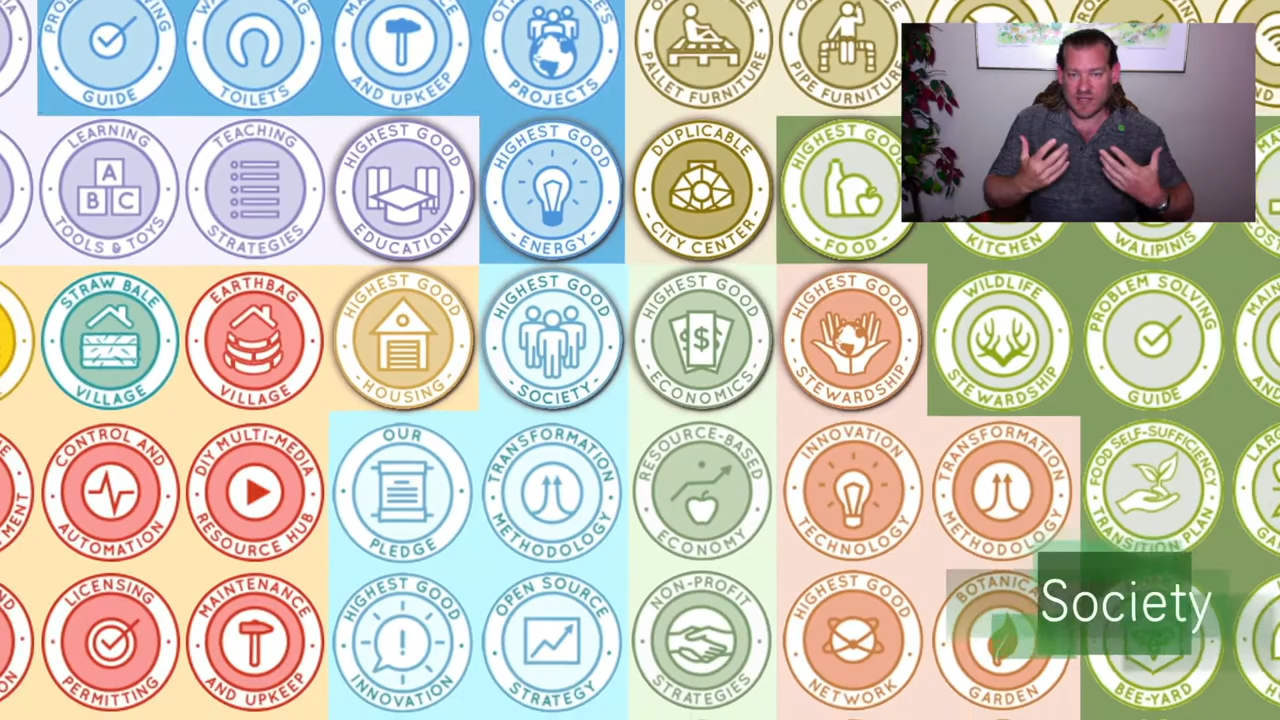 GUIDE
TOILETS
AND UPKEEP
PROJECTS
PALLET FURNITURE
PIPE FURNITURE
LEARNING
TOOLS & TOYS
A
B C
TEACHING
STRATEGIES
HIGHEST GOOD
EDUCATION
HIGHEST GOOD
ENERGY
DUPLICABLE
CITY CENTER
HIGHEST GOOD
FOOD
KITCHEN
WALIPINIS
STRAW BALE
VILLAGE
EARTHBAG
VILLAGE
HIGHEST GOOD
HOUSING
HIGHEST GOOD
SOCIETY
HIGHEST GOOD
$
ECONOMICS
HIGHEST GOOD
STEWARDSHIP
WILDLIFE
STEWARDSHIP
PROBLEM SOLVING
GUIDE
CONTROL AND
AUTOMATION
DIY MULTI-MEDIA
RESOURCE HUB
OUR
PLEDGE
TRANSFORMATION
METHODOLOGY
RESOURCE-BASED
ECONOMY
INNOVATION
TECHNOLOGY
TRANSFORMATION
METHODOLOGY
FOOD SELF-SUFFICIENCY
TRANSITION PLAN
LICENSING
PERMITTING
MAINTENANCE
AND UPKEEP
HIGHEST GOOD
INNOVATION
OPEN SOURCE
STRATEGY
NON-PROFIT
STRATEGIES
HIGHEST GOOD
NETWORK
GARDEN
Society
BEE-YARD